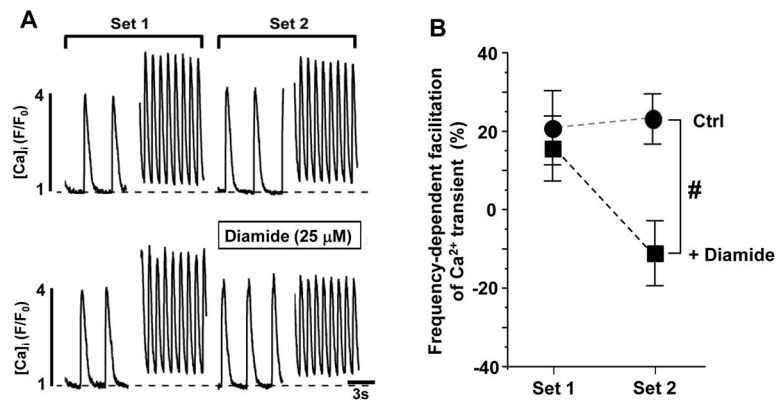 A
Set 1
Set 2
[Ca]i (F/F0)
4
1
Diamide (25 μM)
[Ca]i (F/F0)
4
1
3s
B
Frequency-dependent facilitation
of Ca2+ transient (%)
40
20
0
-20
-40
Ctrl
#
+ Diamide
Set 1
Set 2